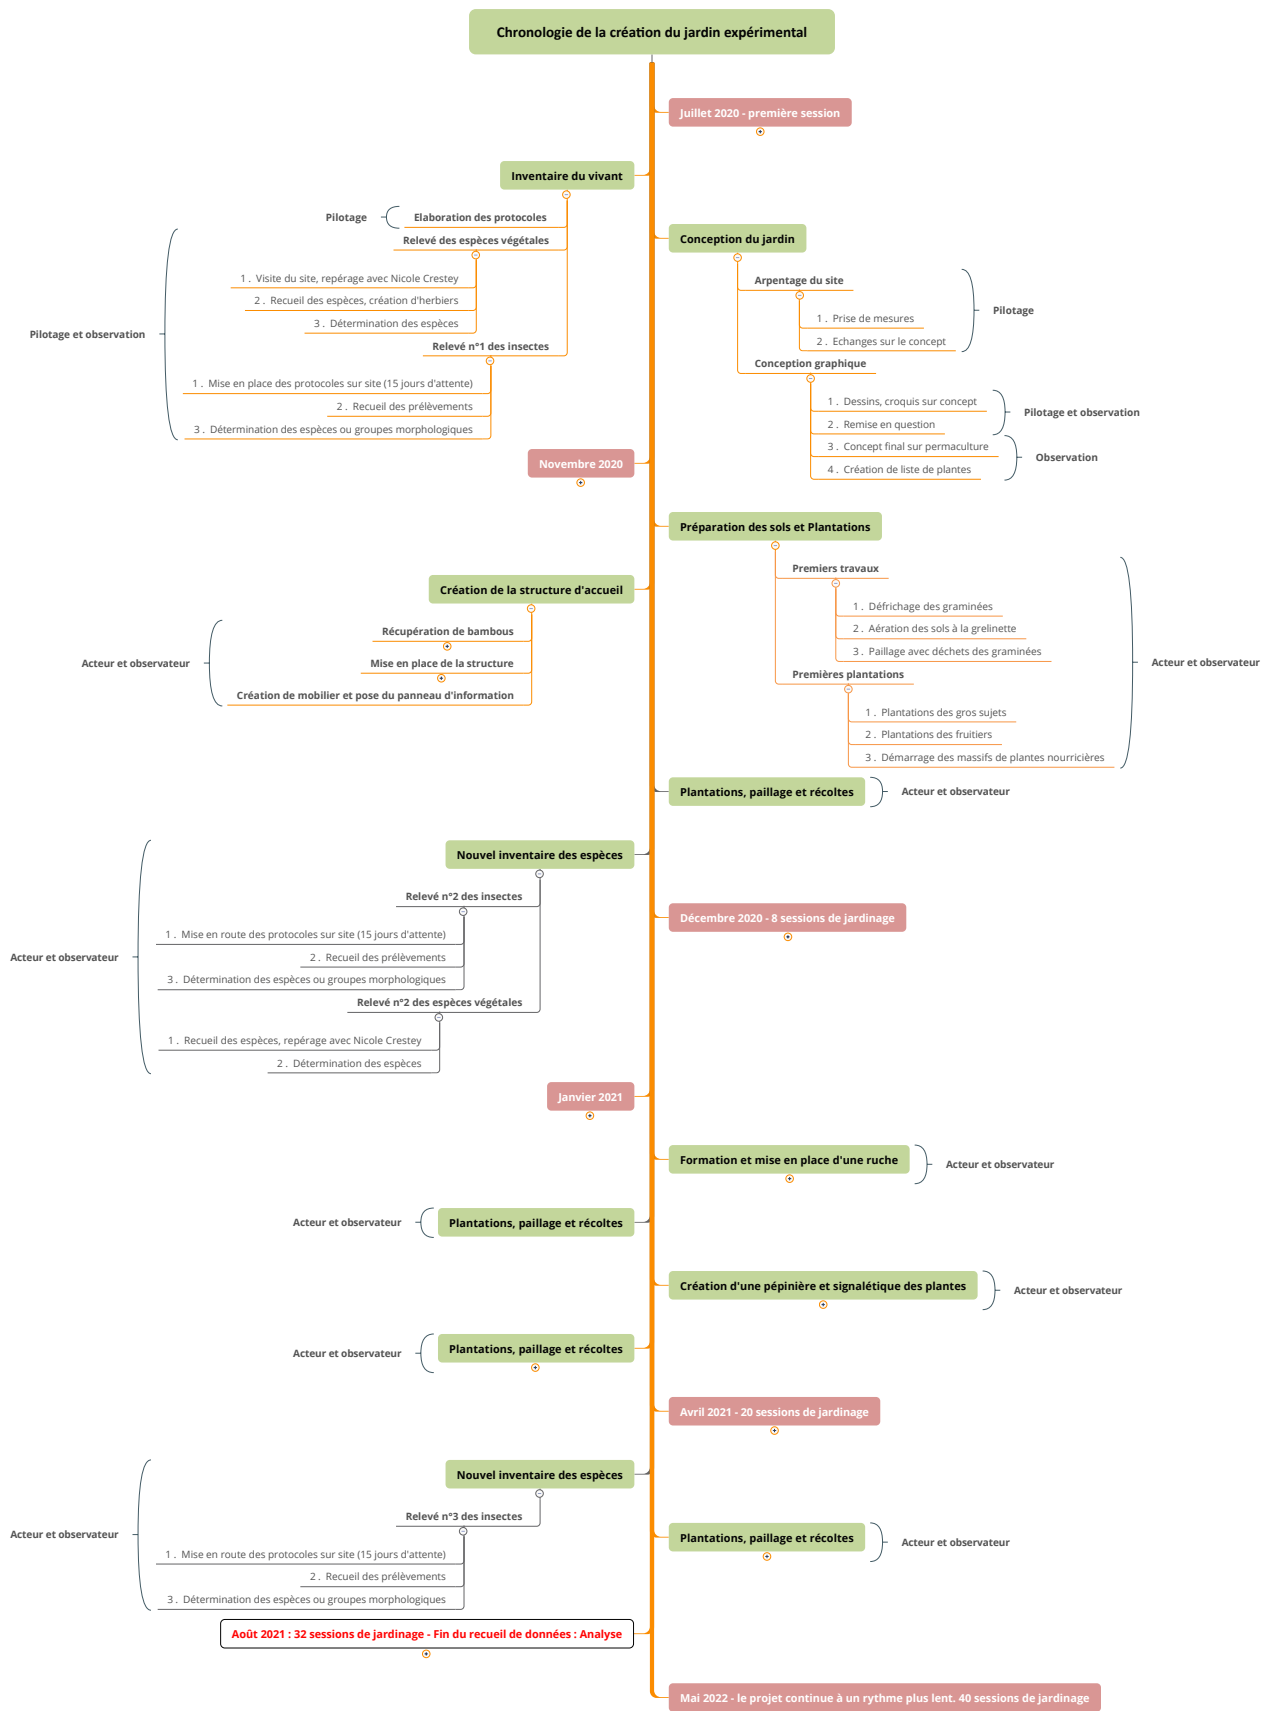 Chronologie de la création du jardin expérimental
Juillet 2020 - première session
Inventaire du vivant
Pilotage
Elaboration des protocoles
Relevé des espèces végétales
1 . Visite du site, repérage avec Nicole Crestey
2 . Recueil des espèces, création d'herbiers
3 . Détermination des espèces
Pilotage et observation
Relevé n°1 des insectes
1 . Mise en place des protocoles sur site (15 jours d'attente)
2 . Recueil des prélèvements
3 . Détermination des espèces ou groupes morphologiques
Conception du jardin
Arpentage du site
1 . Prise de mesures
2 . Echanges sur le concept
Pilotage
Conception graphique
1 . Dessins, croquis sur concept
2 . Remise en question
Pilotage et observation
3 . Concept final sur permaculture
4 . Création de liste de plantes
Observation
Novembre 2020
Préparation des sols et Plantations
Premiers travaux
1 . Défrichage des graminées
2 . Aération des sols à la grelinette
3 . Paillage avec déchets des graminées
Premières plantations
1 . Plantations des gros sujets
2 . Plantations des fruitiers
3 . Démarrage des massifs de plantes nourricières
Acteur et observateur
Création de la structure d'accueil
Récupération de bambous
Mise en place de la structure
Création de mobilier et pose du panneau d'information
Acteur et observateur
Plantations, paillage et récoltes
Acteur et observateur
Nouvel inventaire des espèces
Relevé n°2 des insectes
1 . Mise en route des protocoles sur site (15 jours d'attente)
2 . Recueil des prélèvements
3 . Détermination des espèces ou groupes morphologiques
Relevé n°2 des espèces végétales
1 . Recueil des espèces, repérage avec Nicole Crestey
2 . Détermination des espèces
Acteur et observateur
Décembre 2020 - 8 sessions de jardinage
Janvier 2021
Formation et mise en place d'une ruche
Acteur et observateur
Acteur et observateur
Plantations, paillage et récoltes
Création d'une pépinière et signalétique des plantes
Acteur et observateur
Acteur et observateur
Plantations, paillage et récoltes
Avril 2021 - 20 sessions de jardinage
Nouvel inventaire des espèces
Relevé n°3 des insectes
1 . Mise en route des protocoles sur site (15 jours d'attente)
2 . Recueil des prélèvements
3 . Détermination des espèces ou groupes morphologiques
Acteur et observateur
Plantations, paillage et récoltes
Acteur et observateur
Août 2021 : 32 sessions de jardinage - Fin du recueil de données : Analyse
Mai 2022 - le projet continue à un rythme plus lent. 40 sessions de jardinage